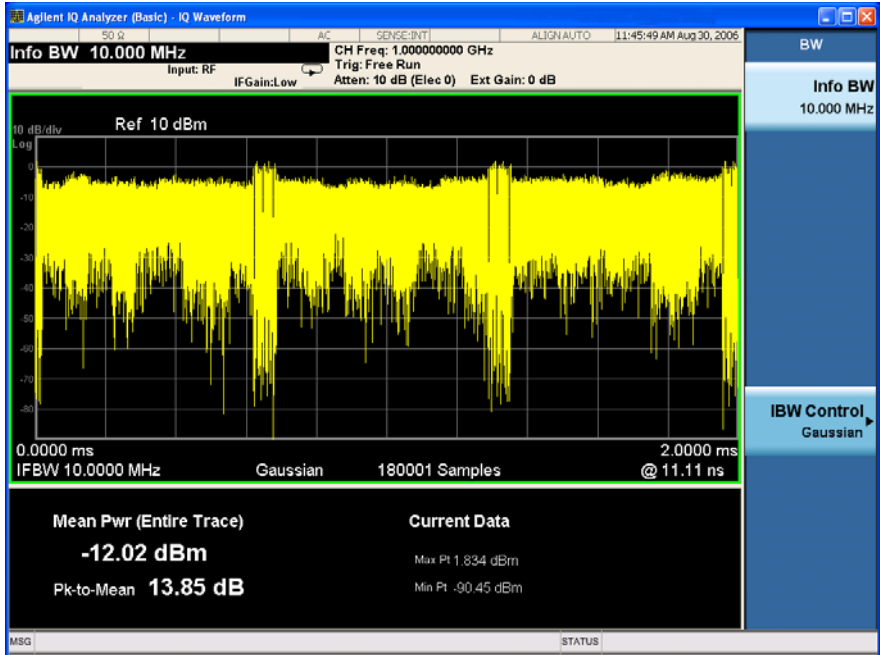 Agilent IQ Analyzer (Basic) - IQ Waveform
50 Ω AC SENSE:INT ALIGN AUTO 11:45:49 AM Aug 30, 2006
Info BW 10.000 MHz
Input: RF
IFGain:Low
CH Freq: 1.000000000 GHz
Trig: Free Run
Atten: 10 dB (Elec 0) Ext Gain: 0 dB
BW
Info BW
10.000 MHz
10 dB/div
Log
Ref 10 dBm
0
-10
-20
-30
-40
-50
-60
-70
-80
0.0000 ms 2.0000 ms
IFBW 10.0000 MHz Gaussian 180001 Samples @ 11.11 ns
IBW Control
Gaussian
Mean Pwr (Entire Trace)
-12.02 dBm
Pk-to-Mean 13.85 dB
Current Data
Max Pt 1.834 dBm
Min Pt -90.45 dBm
MSG STATUS